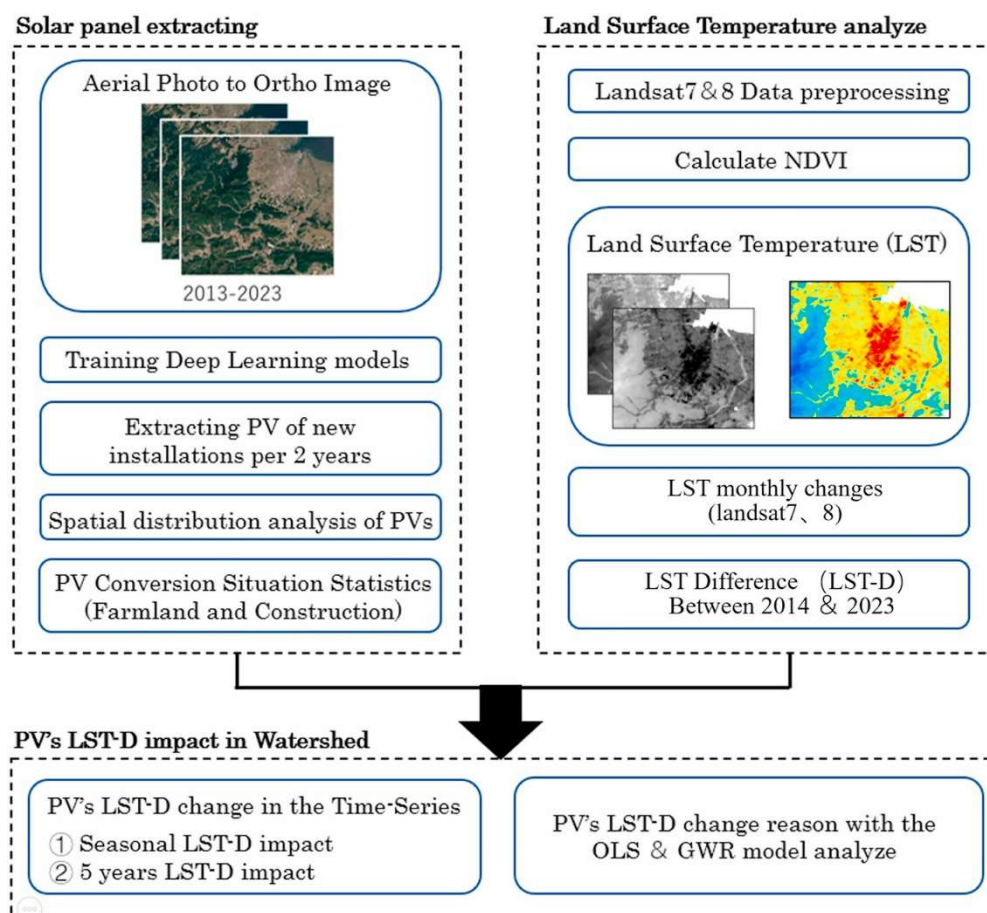 Solar panel extracting
Aerial Photo to Ortho Image
2013-2023
Training Deep Learning models
Extracting PV of new
installations per 2 years
Spatial distribution analysis of PVs
PV Conversion Situation Statistics
(Farmland and Construction)
Land Surface Temperature analyze
Landsat7＆8 Data preprocessing
Calculate NDVI
Land Surface Temperature (LST)
LST monthly changes
(landsat7、8)
LST Difference （LST-D）
Between 2014 ＆ 2023
PV's LST-D impact in Watershed
PV's LST-D change in the Time-Series
① Seasonal LST-D impact
② 5 years LST-D impact
PV's LST-D change reason with the
OLS ＆ GWR model analyze